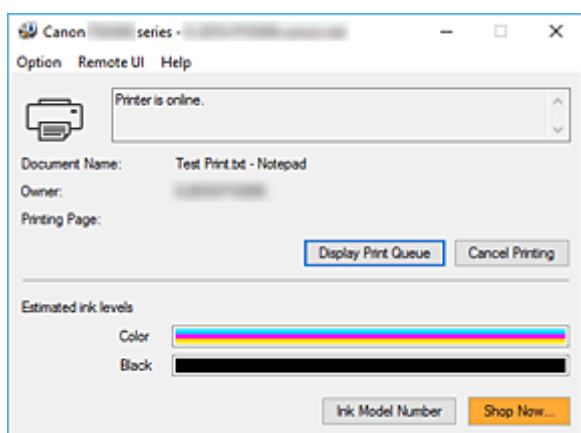 Canon series -
Option Remote UI Help
Printer is online.
Document Name: Test Print.txt - Notepad
Owner:
Printing Page:
Display Print Queue Cancel Printing
Estimated ink levels
Color
Black
Ink Model Number Shop Now...